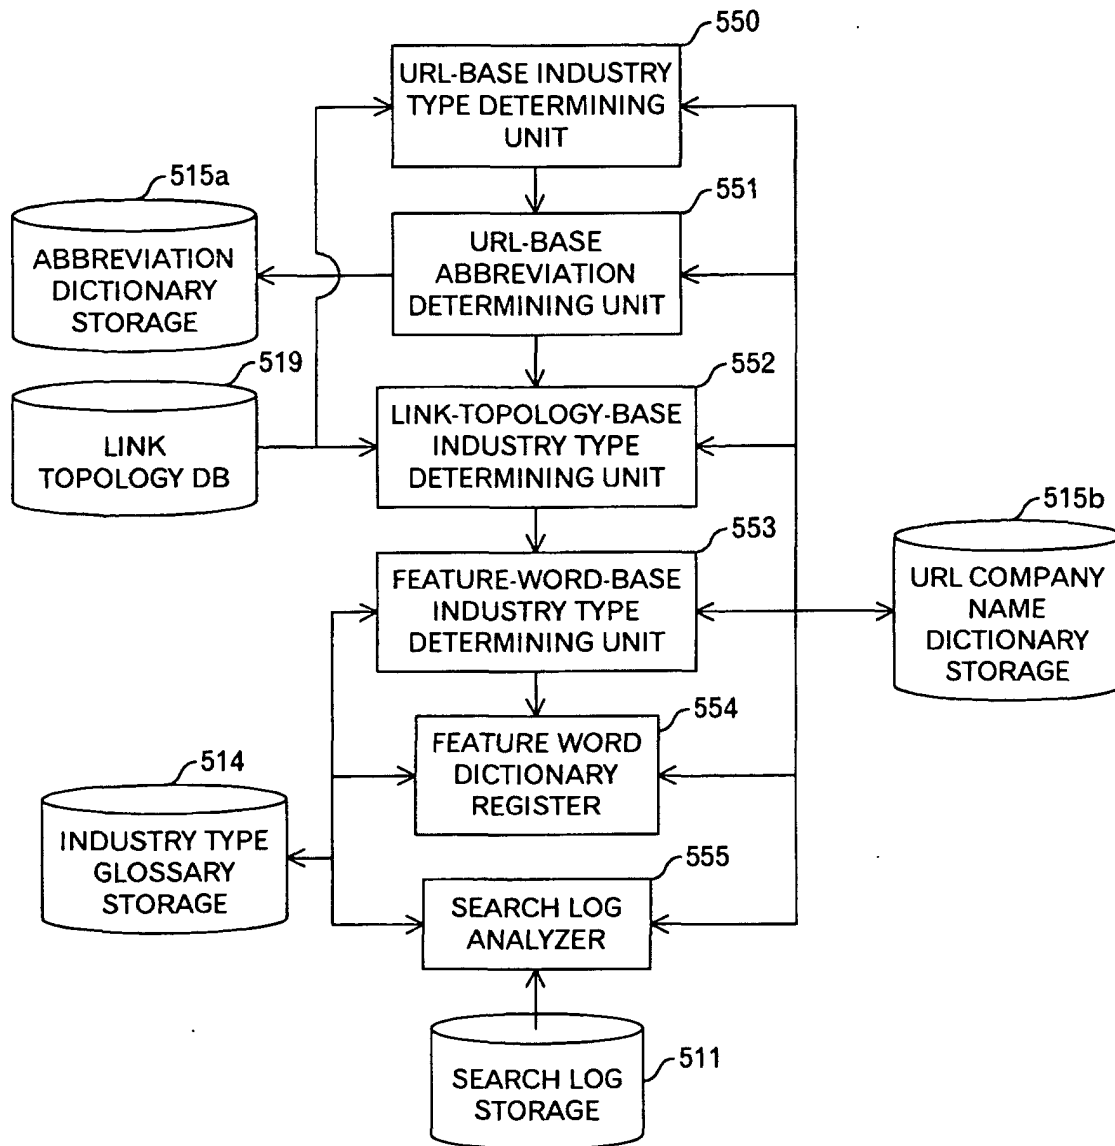 550
URL-BASE INDUSTRY
TYPE DETERMINING
UNIT
515a
ABBREVIATION
DICTIONARY
STORAGE
551
URL-BASE
ABBREVIATION
DETERMINING UNIT
519
LINK
TOPOLOGY DB
552
LINK-TOPOLOGY-BASE
INDUSTRY TYPE
DETERMINING UNIT
553
FEATURE-WORD-BASE
INDUSTRY TYPE
DETERMINING UNIT
515b
URL COMPANY
NAME
DICTIONARY
STORAGE
554
FEATURE WORD
DICTIONARY
REGISTER
514
INDUSTRY TYPE
GLOSSARY
STORAGE
555
SEARCH LOG
ANALYZER
511
SEARCH LOG
STORAGE